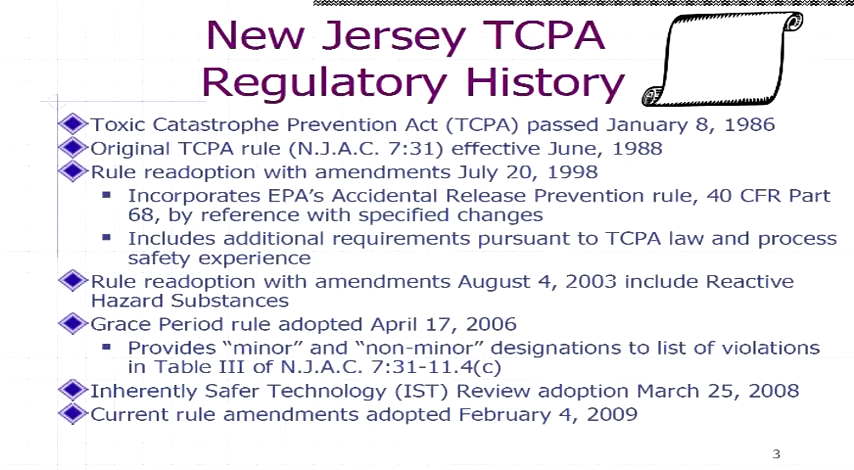 New Jersey TCPA
Regulatory History
Toxic Catastrophe Prevention Act (TCPA) passed January 8, 1986
Original TCPA rule (N.J.A.C. 7:31) effective June, 1988
Rule readoption with amendments July 20, 1998
Incorporates EPA's Accidental Release Prevention rule, 40 CFR Part
68, by reference with specified changes
Includes additional requirements pursuant to TCPA law and process
safety experience
Rule readoption with amendments August 4, 2003 include Reactive
Hazard Substances
Grace Period rule adopted April 17, 2006
Provides “minor” and “non-minor” designations to list of violations
in Table III of N.J.A.C. 7:31-11.4(c)
Inherently Safer Technology (IST) Review adoption March 25, 2008
Current rule amendments adopted February 4, 2009
3